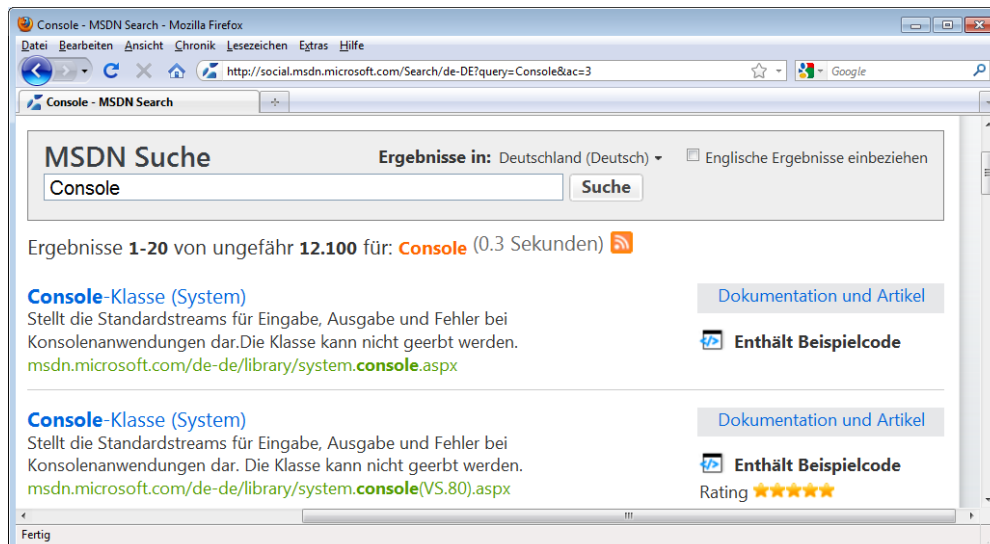 Console - MSDN Search - Mozilla Firefox
Datei Bearbeiten Ansicht Chronik Lesezeichen Extras Hilfe
http://social.msdn.microsoft.com/Search/de-DE?query=Console&ac=3 Google
Console - MSDN Search
MSDN Suche Ergebnisse in: Deutschland (Deutsch) Englische Ergebnisse einbeziehen
Console Suche
Ergebnisse 1-20 von ungefähr 12.100 für: Console (0.3 Sekunden)
Console-Klasse (System) Dokumentation und Artikel
Stellt die Standardstreams für Eingabe, Ausgabe und Fehler bei
Konsolenanwendungen dar.Die Klasse kann nicht geerbt werden. Enthält Beispielcode
msdn.microsoft.com/de-de/library/system.console.aspx
Console-Klasse (System) Dokumentation und Artikel
Stellt die Standardstreams für Eingabe, Ausgabe und Fehler bei
Konsolenanwendungen dar. Die Klasse kann nicht geerbt werden. Enthält Beispielcode
msdn.microsoft.com/de-de/library/system.console(VS.80).aspx Rating
Fertig